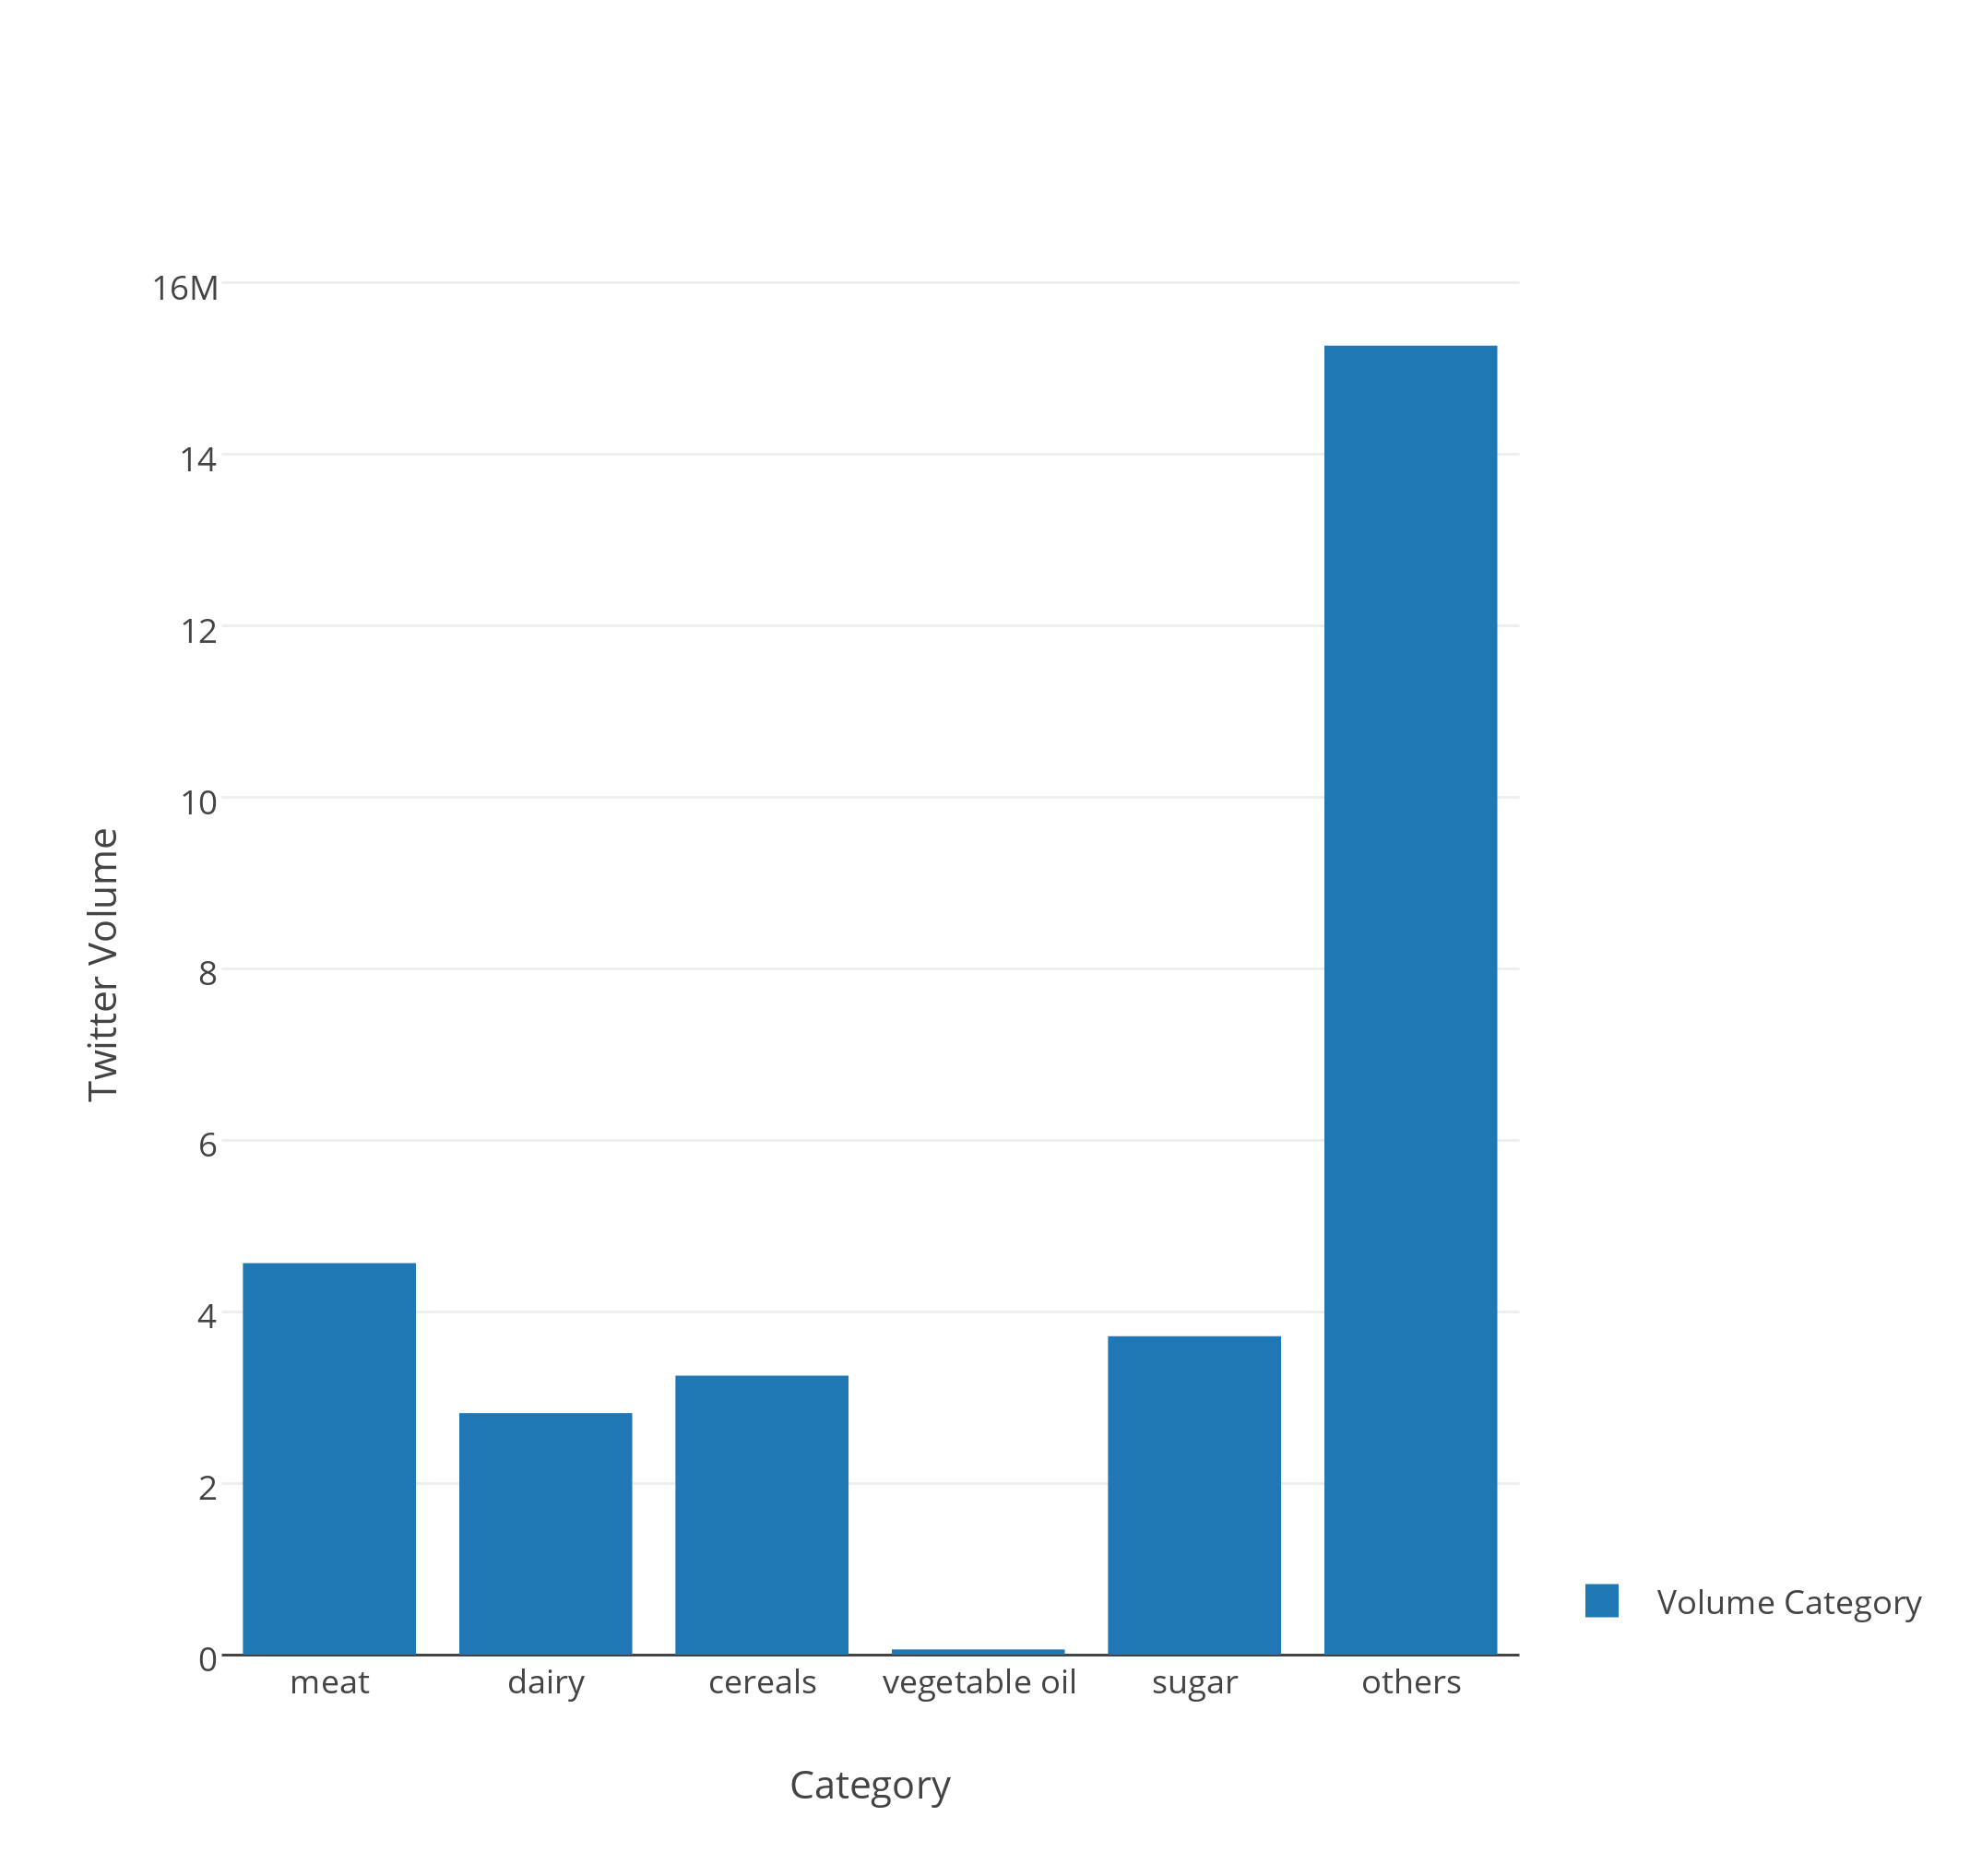 16M
14
12
10
8
6
4
2
0
Twitter Volume
meat dairy cereals vegetable oil sugar others
Category
Volume Category